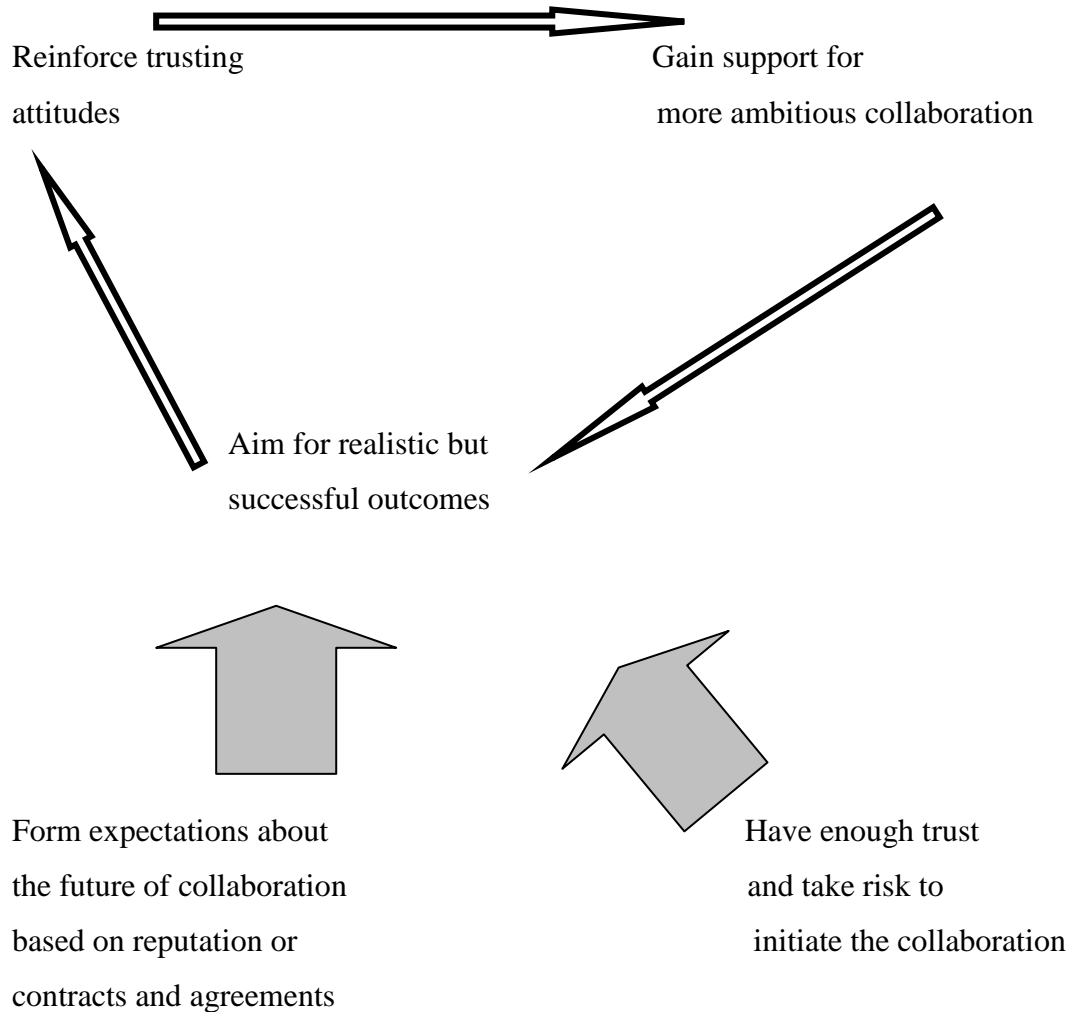 Reinforce trusting
attitudes
Gain support for
more ambitious collaboration
Aim for realistic but
successful outcomes
Form expectations about
the future of collaboration
based on reputation or
contracts and agreements
Have enough trust
and take risk to
initiate the collaboration